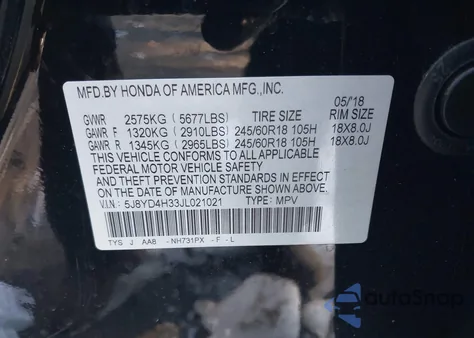 MFD.BY HONDA OF AMERICA MFG.,INC. 05/'18
GVWR 2575KG (5677LBS) TIRE SIZE RIM SIZE
GAWR F 1320KG (2910LBS) 245/60R18 105H 18X8.0J
GAWR R 1345KG (2965LBS) 245/60R18 105H 18X8.0J
THIS VEHICLE CONFORMS TO ALL APPLICABLE
FEDERAL MOTOR VEHICLE SAFETY
AND THEFT PREVENTION STANDARDS IN EFFECT ON
THE DATE OF MANUFACTURE SHOWN ABOVE.
V.I.N.: 5J8YD4H33JL021021 TYPE: MPV
TYS J AA8 -NH731PX -F -L
AutoSnap